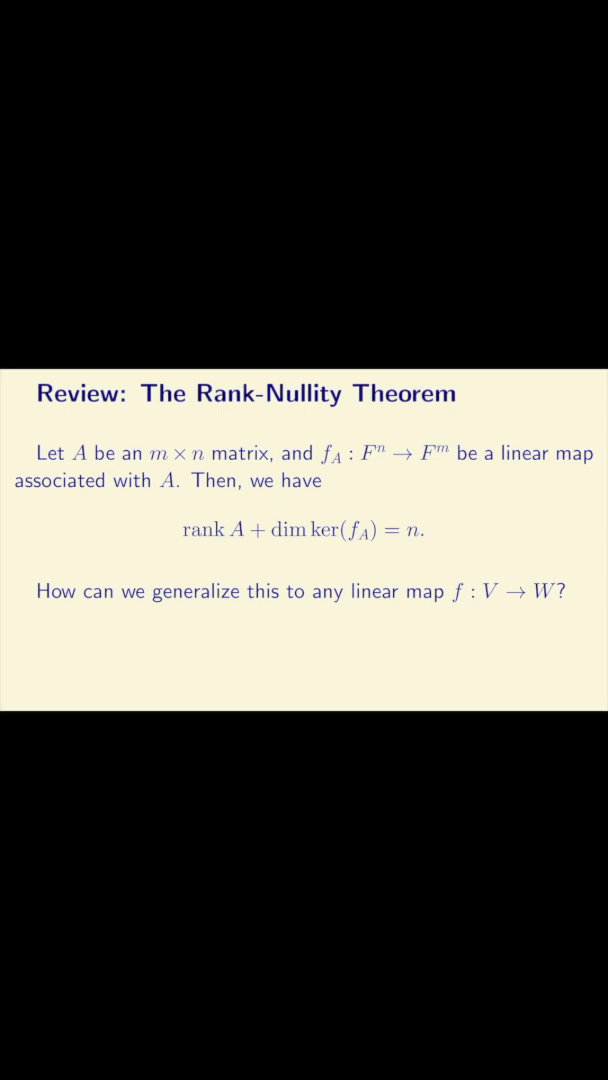 Review: The Rank-Nullity Theorem
Let A be an m × n matrix, and f_A : F^n → F^m be a linear map
associated with A. Then, we have
rank A + dim ker(f_A) = n.
How can we generalize this to any linear map f : V → W?